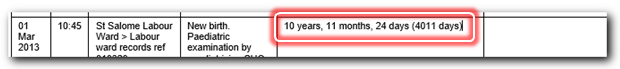 01
Mar
2013
10:45
St Salome Labour
Ward > Labour
ward records ref
New birth.
Paediatric
examination by
10 years, 11 months, 24 days (4011 days)